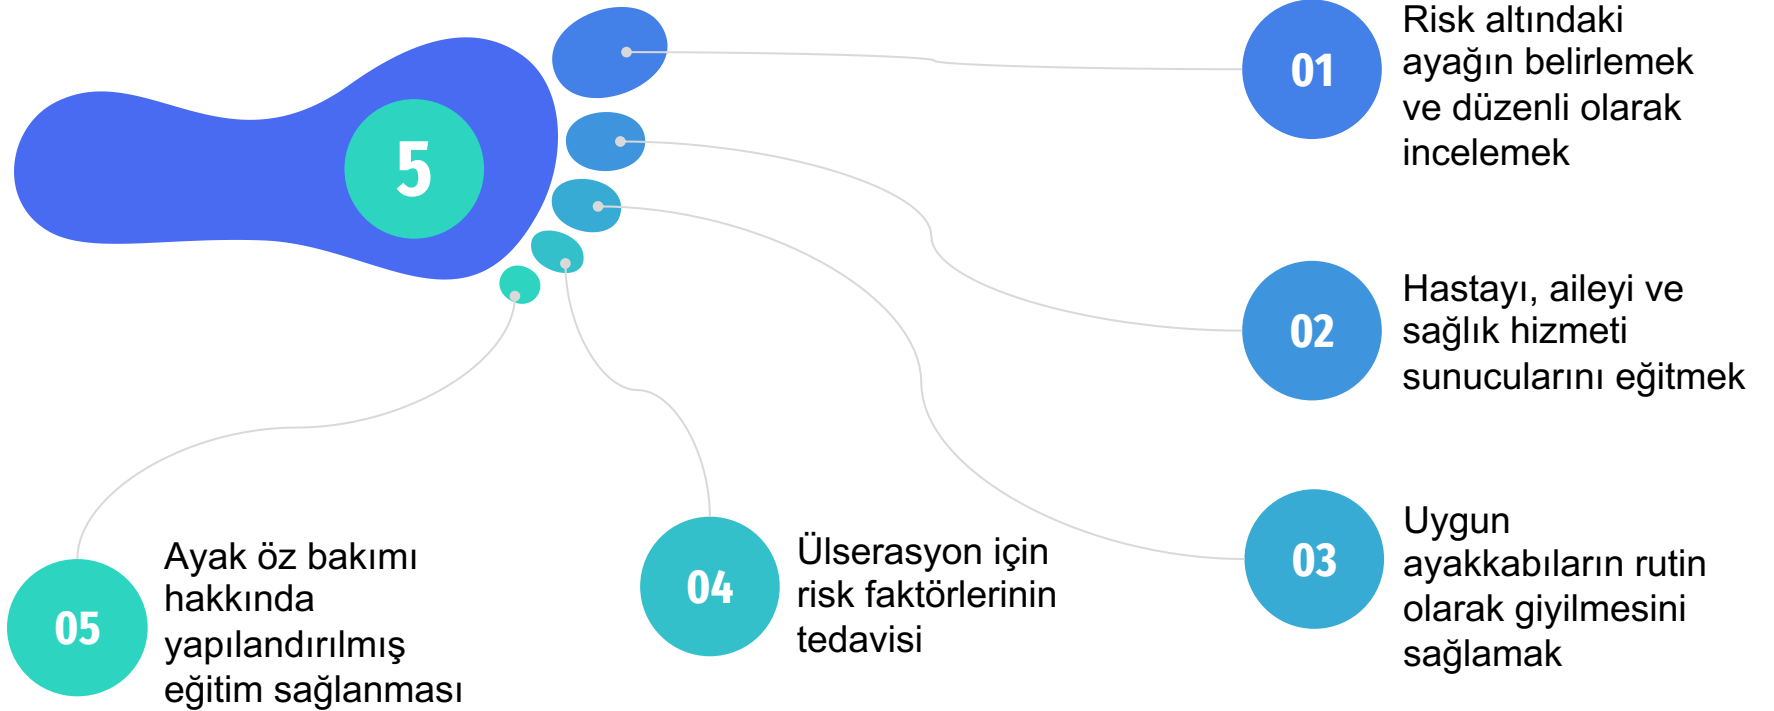 5
01
Risk altındaki
ayağın belirlemek
ve düzenli olarak
incelemek
02
Hastayı, aileyi ve
sağlık hizmeti
sunucularını eğitmek
03
Uygun
ayakkabıların rutin
olarak giyilmesini
sağlamak
04
Ülserasyon için
risk faktörlerinin
tedavisi
05
Ayak öz bakımı
hakkında
yapılandırılmış
eğitim sağlanması